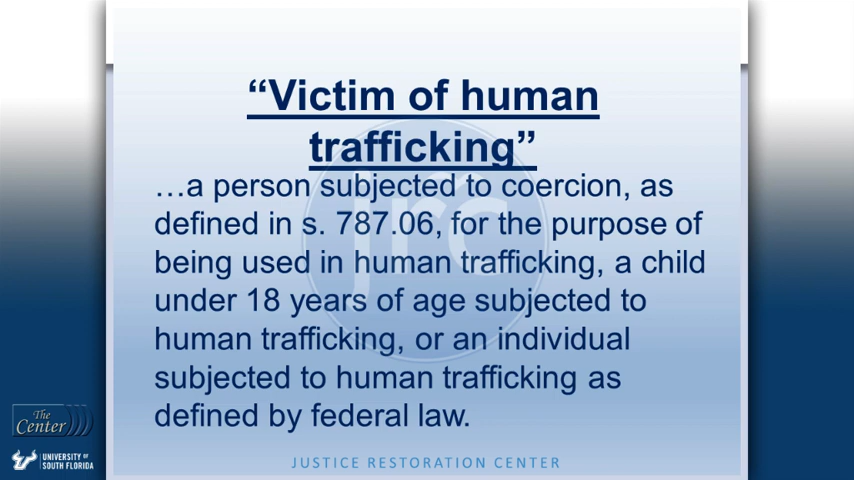 “Victim of human
trafficking”
…a person subjected to coercion, as
defined in s. 787.06, for the purpose of
being used in human trafficking, a child
under 18 years of age subjected to
human trafficking, or an individual
subjected to human trafficking as
defined by federal law.
jrc
The
Center
UNIVERSITY OF
SOUTH FLORIDA
JUSTICE RESTORATION CENTER